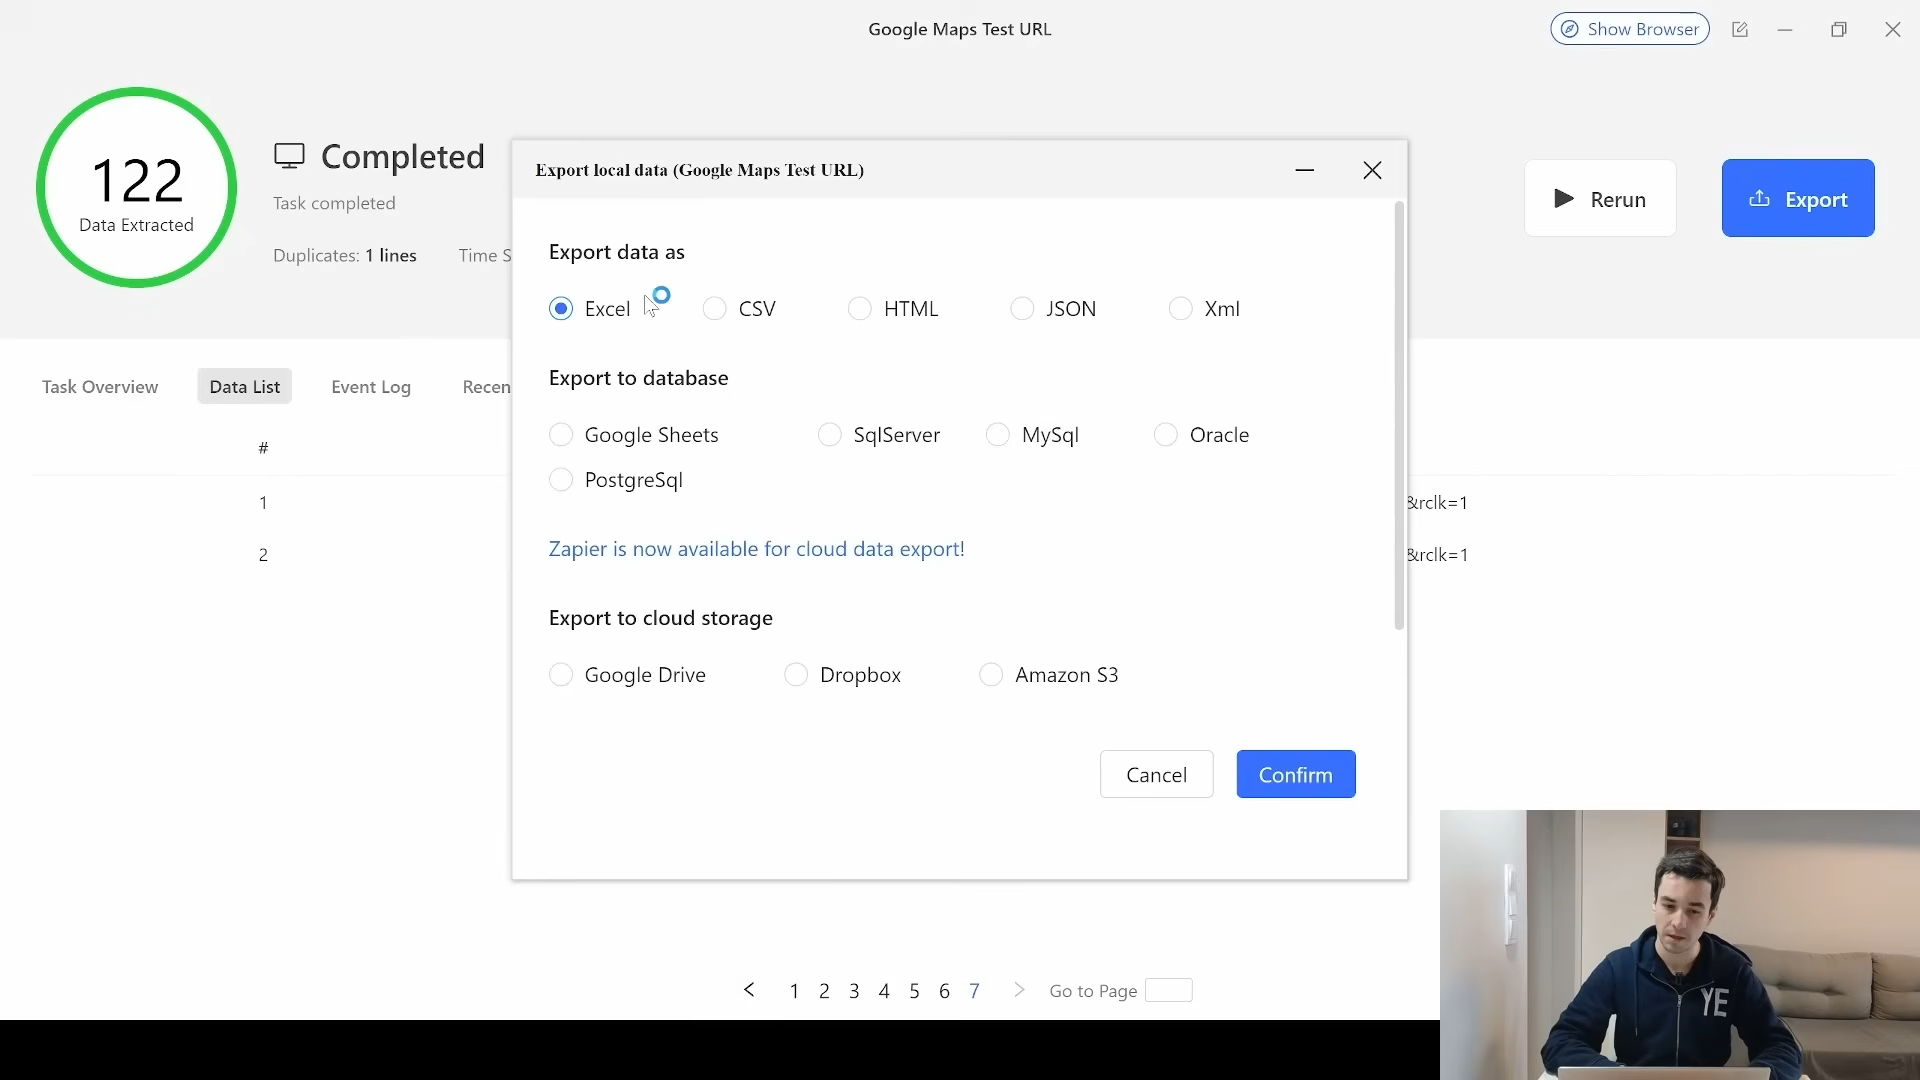 Google Maps Test URL
Show Browser
122
Data Extracted
Completed
Task completed
Duplicates: 1 lines
Time S
Rerun
Export
Export local data (Google Maps Test URL)
Export data as
Excel
CSV
HTML
JSON
Xml
Export to database
Google Sheets
SqlServer
MySql
Oracle
PostgreSql
Zapier is now available for cloud data export!
Export to cloud storage
Google Drive
Dropbox
Amazon S3
Cancel
Confirm
Task Overview
Data List
Event Log
Recen
#
1
&rclk=1
2
&rclk=1
< 1 2 3 4 5 6 7 >
Go to Page
YE